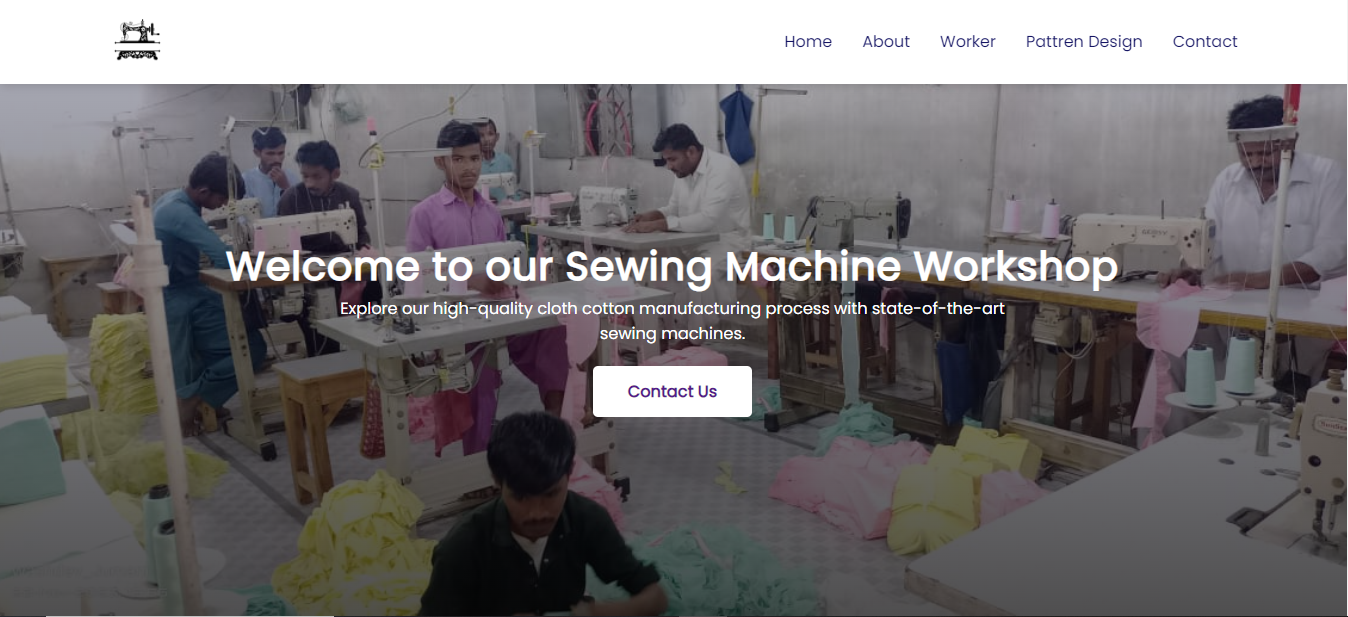 Home About Worker Pattren Design Contact
Welcome to our Sewing Machine Workshop
Explore our high-quality cloth cotton manufacturing process with state-of-the-art
sewing machines.
Contact Us